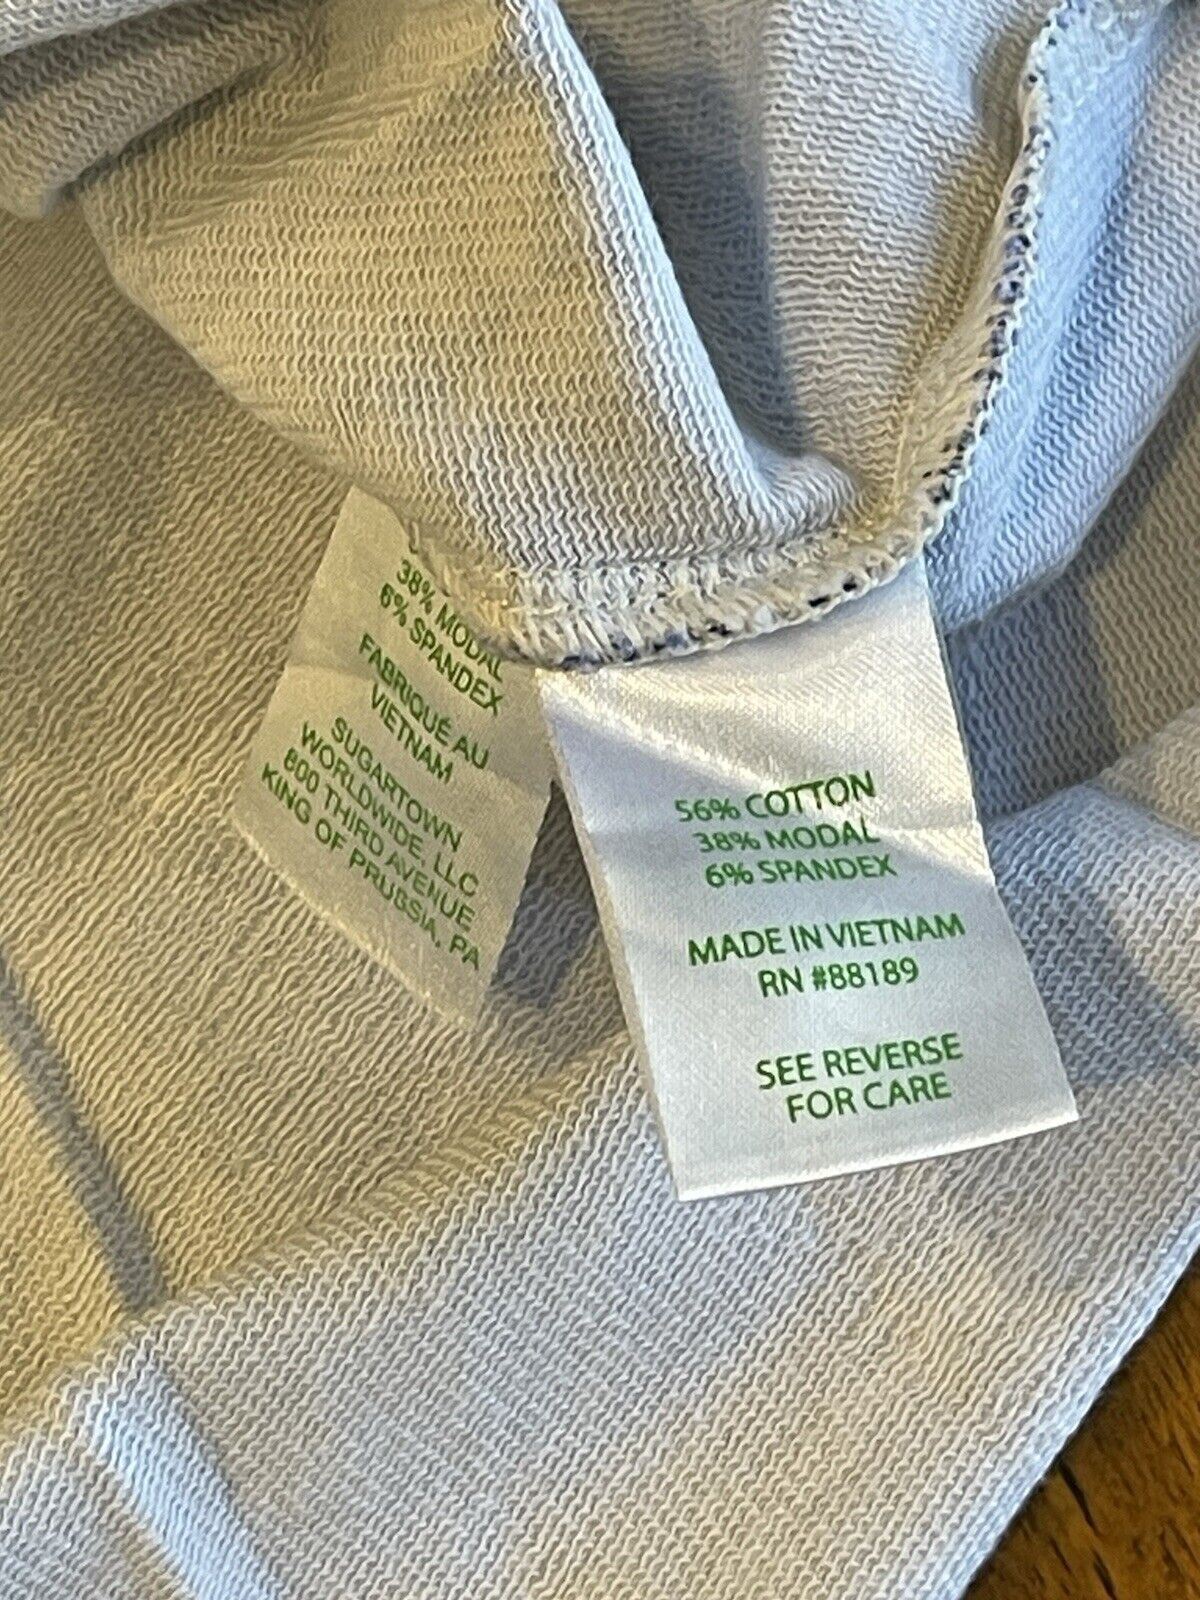 38% MODAL
6% SPANDEX
FABRIQUÉ AU
VIETNAM
SUGARTOWN
WORLDWIDE, LLC
800 THIRD AVENUE
KING OF PRUSSIA, PA
56% COTTON
38% MODAL
6% SPANDEX
MADE IN VIETNAM
RN #88189
SEE REVERSE
FOR CARE